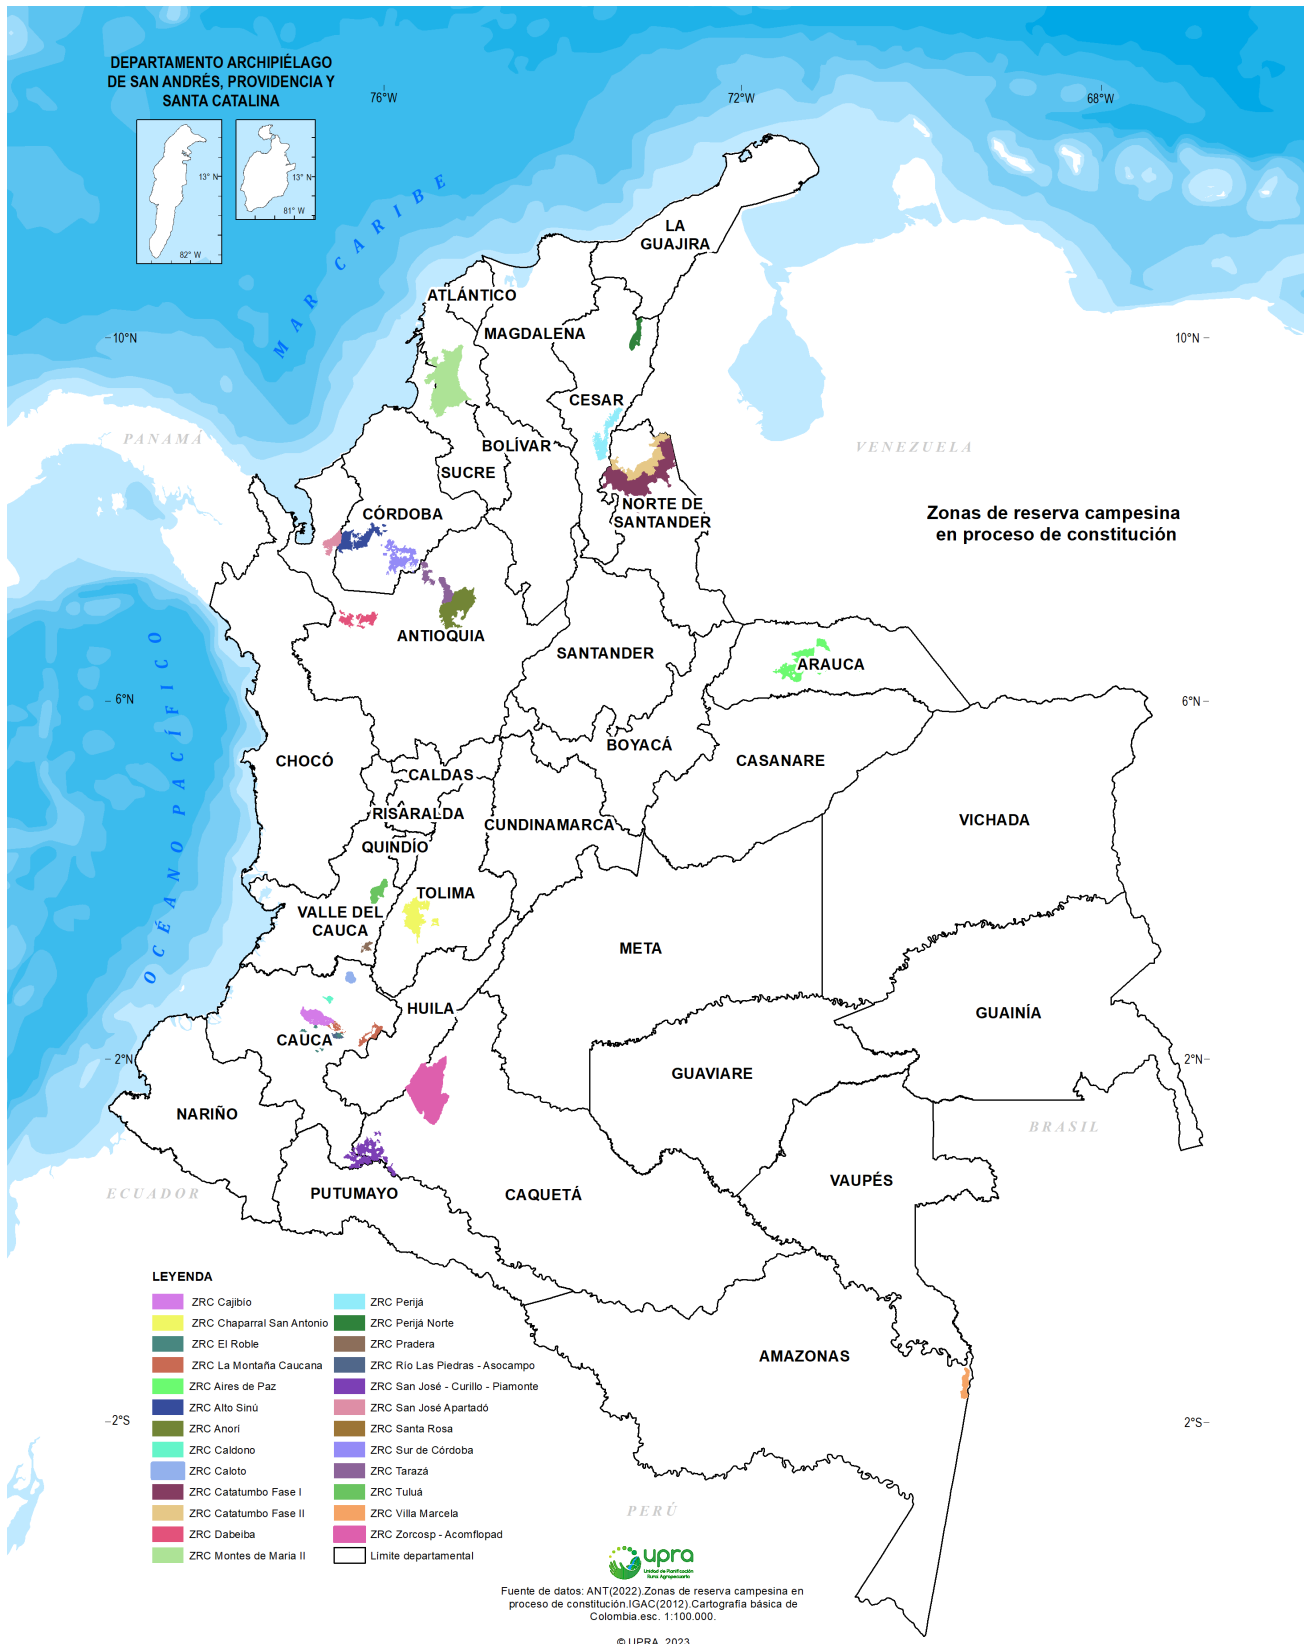 DEPARTAMENTO ARCHIPIÉLAGO
DE SAN ANDRÉS, PROVIDENCIA Y
SANTA CATALINA
76°W
72°W
68°W
13° N
13° N
81° W
82° W
MAR CARIBE
LA
GUAJIRA
ATLÁNTICO
MAGDALENA
10°N
10°N
CESAR
PANAMÁ
VENEZUELA
BOLÍVAR
SUCRE
CÓRDOBA
NORTE DE
SANTANDER
Zonas de reserva campesina
en proceso de constitución
ANTIOQUIA
SANTANDER
ARAUCA
6°N
6°N
OCÉANO PACÍFICO
CHOCÓ
BOYACÁ
CASANARE
CALDAS
RISARALDA
CUNDINAMARCA
VICHADA
QUINDÍO
TOLIMA
VALLE DEL
CAUCA
META
HUILA
GUAINÍA
CAUCA
2°N
2°N
GUAVIARE
NARIÑO
BRASIL
ECUADOR
PUTUMAYO
CAQUETÁ
VAUPÉS
AMAZONAS
2°S
2°S
PERÚ
LEYENDA
ZRC Cajibío
ZRC Chaparral San Antonio
ZRC El Roble
ZRC La Montaña Caucana
ZRC Aires de Paz
ZRC Alto Sinú
ZRC Anorí
ZRC Caldono
ZRC Caloto
ZRC Catatumbo Fase I
ZRC Catatumbo Fase II
ZRC Dabeiba
ZRC Montes de Maria II
ZRC Perijá
ZRC Perijá Norte
ZRC Pradera
ZRC Río Las Piedras - Asocampo
ZRC San José - Curillo - Piamonte
ZRC San José Apartadó
ZRC Santa Rosa
ZRC Sur de Córdoba
ZRC Tarazá
ZRC Tuluá
ZRC Villa Marcela
ZRC Zorcosp - Acomflopad
Límite departamental
upra
Unidad de Planificación
Rural Agropecuaria
Fuente de datos: ANT(2022).Zonas de reserva campesina en
proceso de constitución.IGAC(2012).Cartografía básica de
Colombia.esc. 1:100.000.
© UPRA, 2023